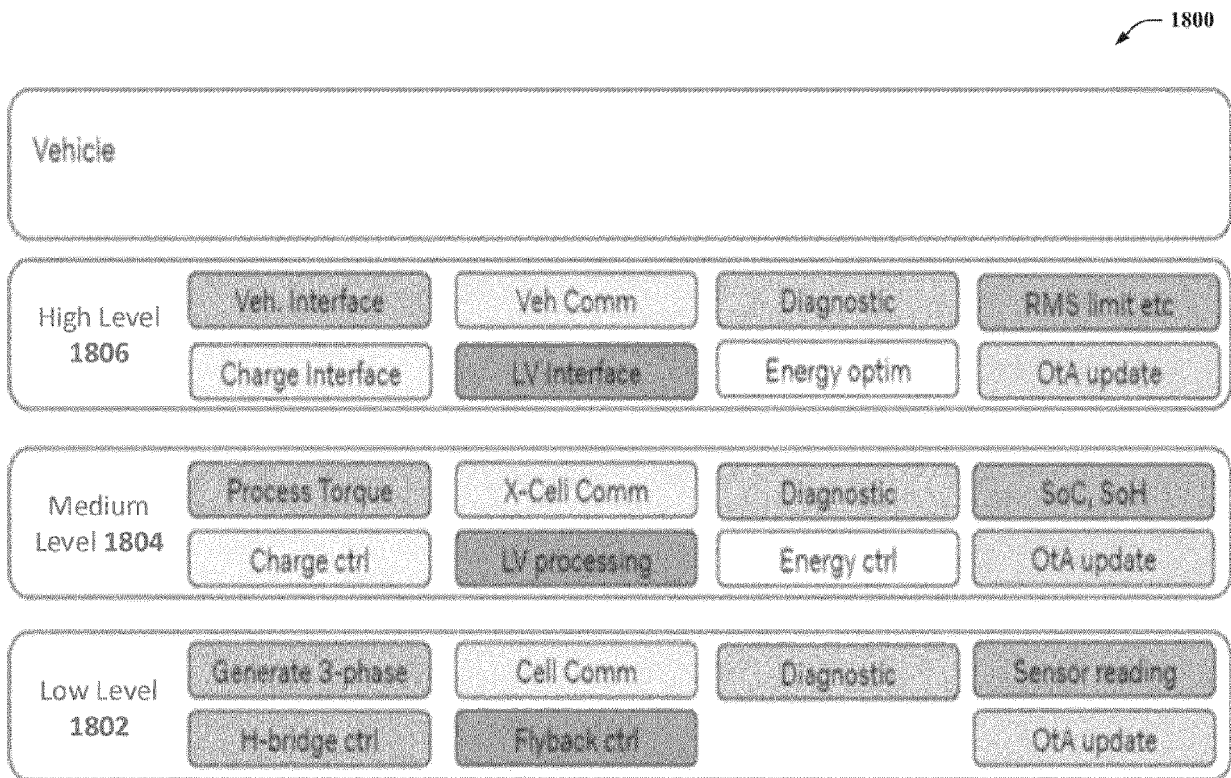 1800
Vehicle
High Level
1806
Veh. Interface
Veh Comm
Diagnostic
RMS limit etc
Charge Interface
LV Interface
Energy optim
OtA update
Medium
Level 1804
Process Torque
X-Cell Comm
Diagnostic
SoC, SoH
Charge ctrl
LV processing
Energy ctrl
OtA update
Low Level
1802
Generate 3-phase
Cell Comm
Diagnostic
Sensor reading
H-bridge ctrl
Flyback ctrl
OtA update